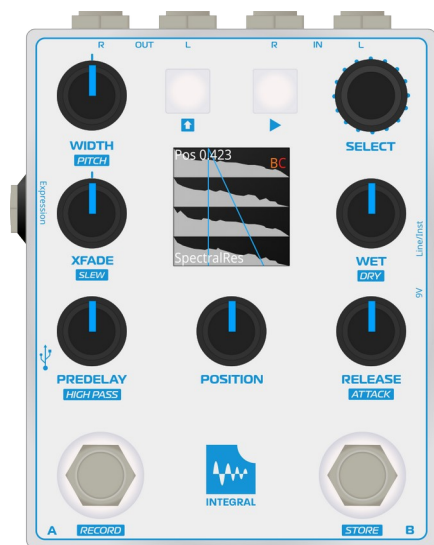 R OUT L R IN L
WIDTH
PITCH
SELECT
Pos 0.423
BC
Expression
XFADE
SLEW
SpectralRes
WET
DRY
Line/Inst
9V
PREDELAY
HIGH PASS
POSITION
RELEASE
ATTACK
INTEGRAL
A RECORD
STORE B